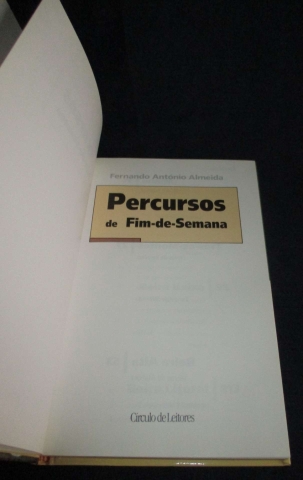 Fernando António Almeida
Percursos
de Fim-de-Semana
Círculo de Leitores